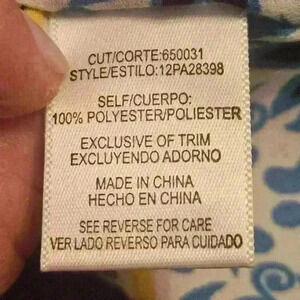 CUT/CORTE:650031
STYLE/ESTILO:12PA28398
SELF/CUERPO:
100% POLYESTER/POLIESTER
EXCLUSIVE OF TRIM
EXCLUYENDO ADORNO
MADE IN CHINA
HECHO EN CHINA
SEE REVERSE FOR CARE
VER LADO REVERSO PARA CUIDADO